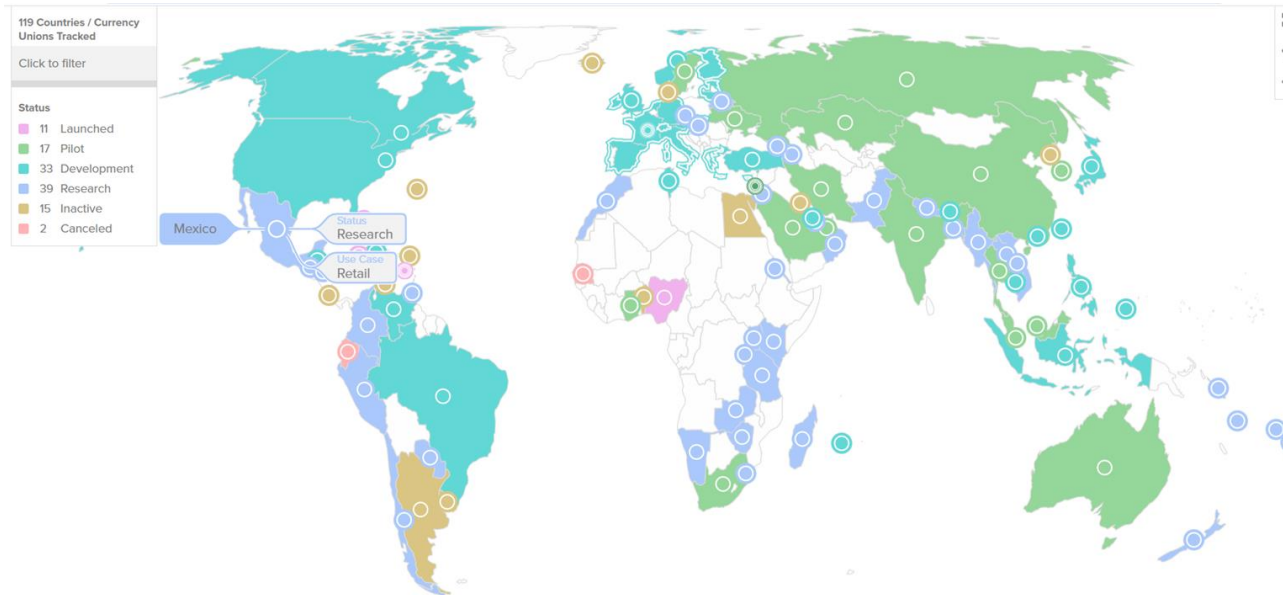 119 Countries / Currency
Unions Tracked
Click to filter
Status
11 Launched
17 Pilot
33 Development
39 Research
15 Inactive
2 Canceled
Mexico
Status
Research
Use Case
Retail